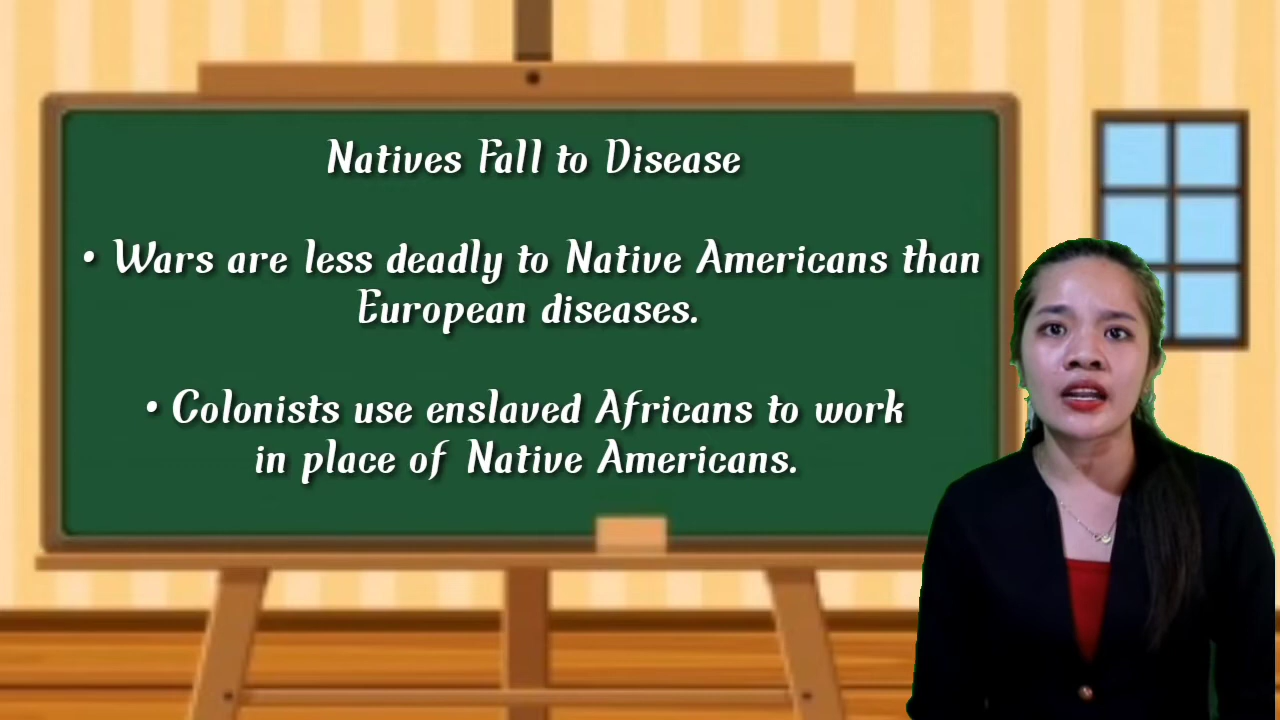 Natives Fall to Disease
• Wars are less deadly to Native Americans than
European diseases.
• Colonists use enslaved Africans to work
in place of Native Americans.